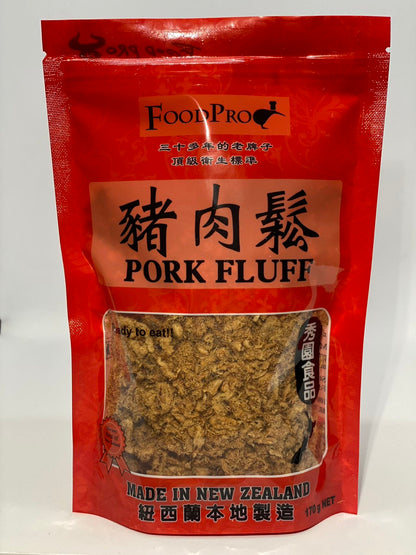 FOODPRO
三十多年的老牌子
頂級衛生標準
豬肉鬆
PORK FLUFF
ready to eat!!
秀園食品
MADE IN NEW ZEALAND
紐西蘭本地製造
170 g NET